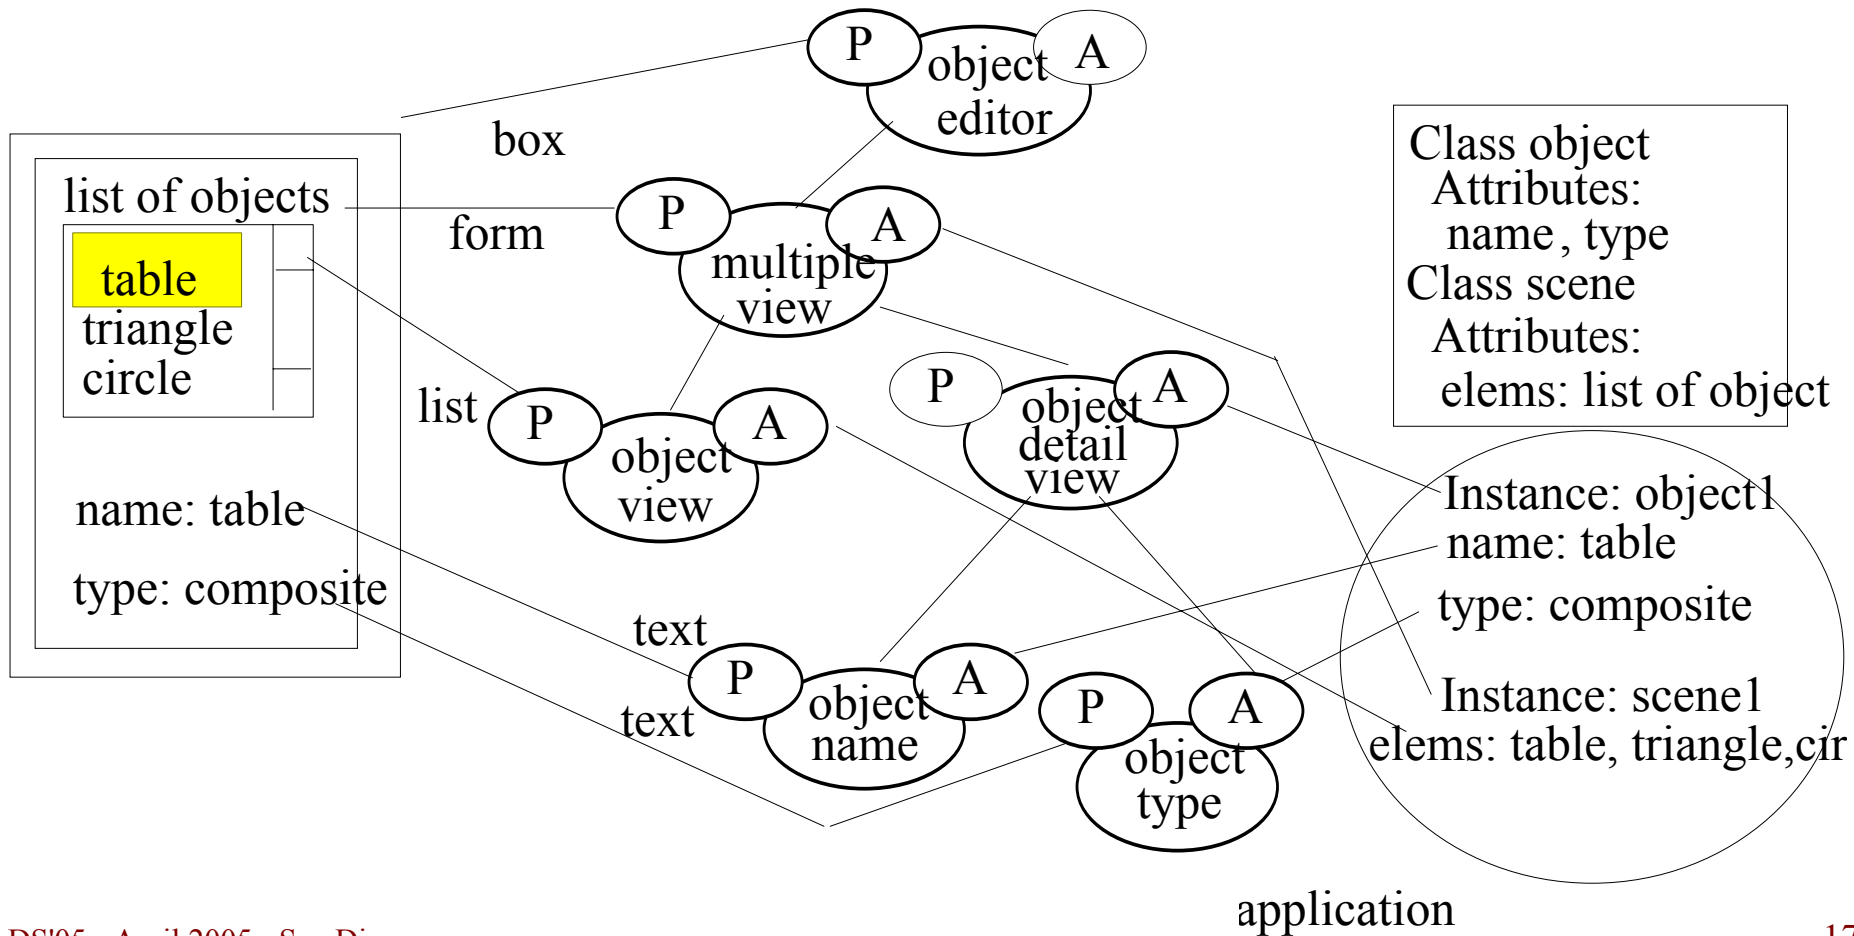 P
object
A
editor
box
list of objects
form
P
A
multiple
view
table
triangle
circle
list
P
A
object
view
P
A
object
detail
view
Class object
Attributes:
name, type
Class scene
Attributes:
elems: list of object
name: table
type: composite
Instance: object1
name: table
type: composite
Instance: scene1
elems: table, triangle,cir
text
P
A
object
name
text
P
A
object
type
application
17